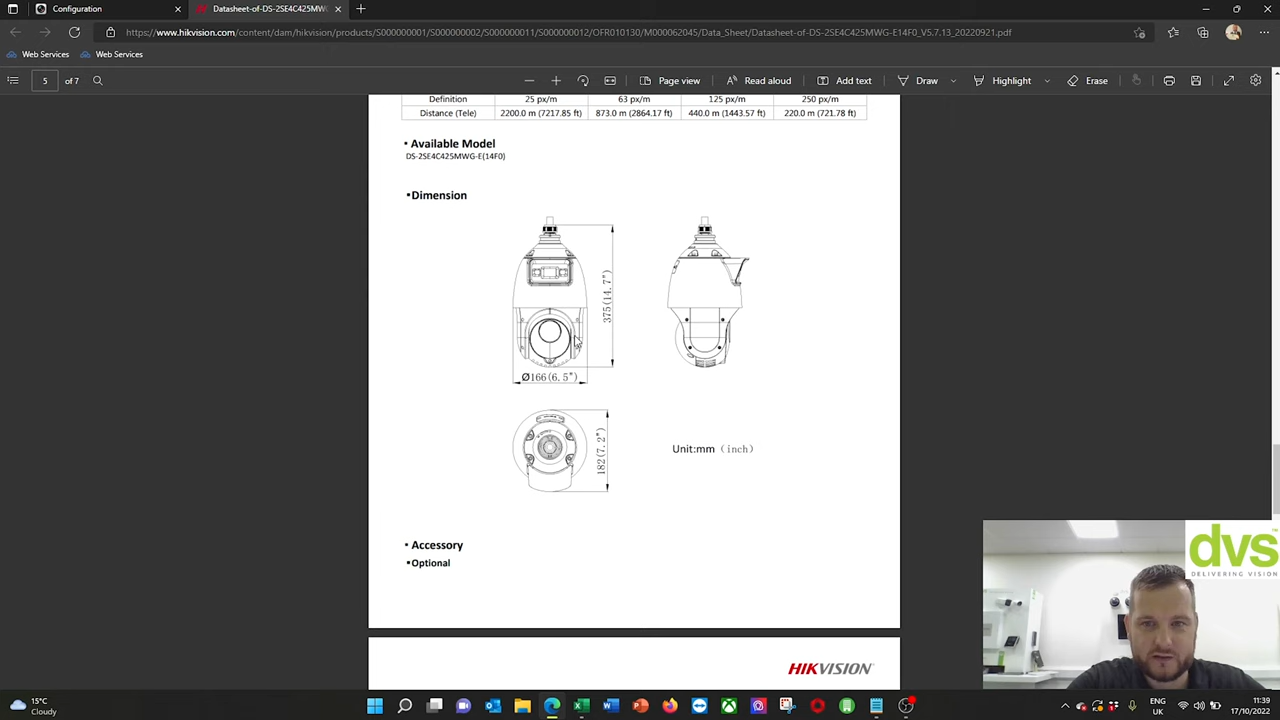 Configuration
Datasheet-of-DS-2SE4C425MW
https://www.hikvision.com/content/dam/hikvision/products/S000000001/S000000002/S000000011/S000000012/OFR010130/M000062045/Data_Sheet/Datasheet-of-DS-2SE4C425MWG-E14F0_V5.7.13_20220921.pdf
Web Services
Web Services
5 of 7
Page view
Read aloud
Add text
Draw
Highlight
Erase
Definition 25 px/m 63 px/m 125 px/m 250 px/m
Distance (Tele) 2200.0 m (7217.85 ft) 873.0 m (2864.17 ft) 440.0 m (1443.57 ft) 220.0 m (721.78 ft)
• Available Model
DS-2SE4C425MWG-E(14F0)
•Dimension
375(14.7")
Ø166(6.5")
182(7.2")
Unit:mm（inch）
• Accessory
•Optional
HIKVISION
dvs™
DELIVERING VISION
15°C
Cloudy
ENG
UK
11:39
17/10/2022